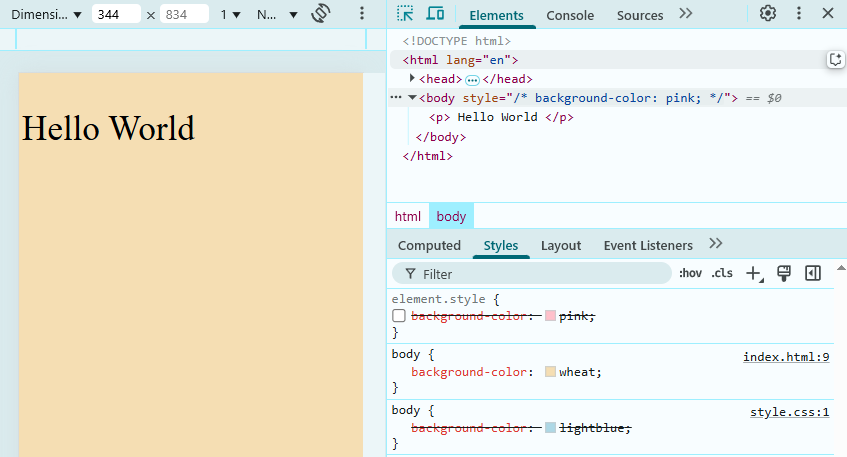 Dimensi... ▼ 344 × 834 1 ▼ N... ▼
Elements Console Sources
Hello World
<!DOCTYPE html>
<html lang="en">
<head> ... </head>
... <body style="/* background-color: pink; */"> == $0
<p> Hello World </p>
</body>
</html>
html body
Computed Styles Layout Event Listeners
Filter :hov .cls
element.style {
background-color: pink;
}
body { index.html:9
background-color: wheat;
}
body { style.css:1
background-color: lightblue;
}